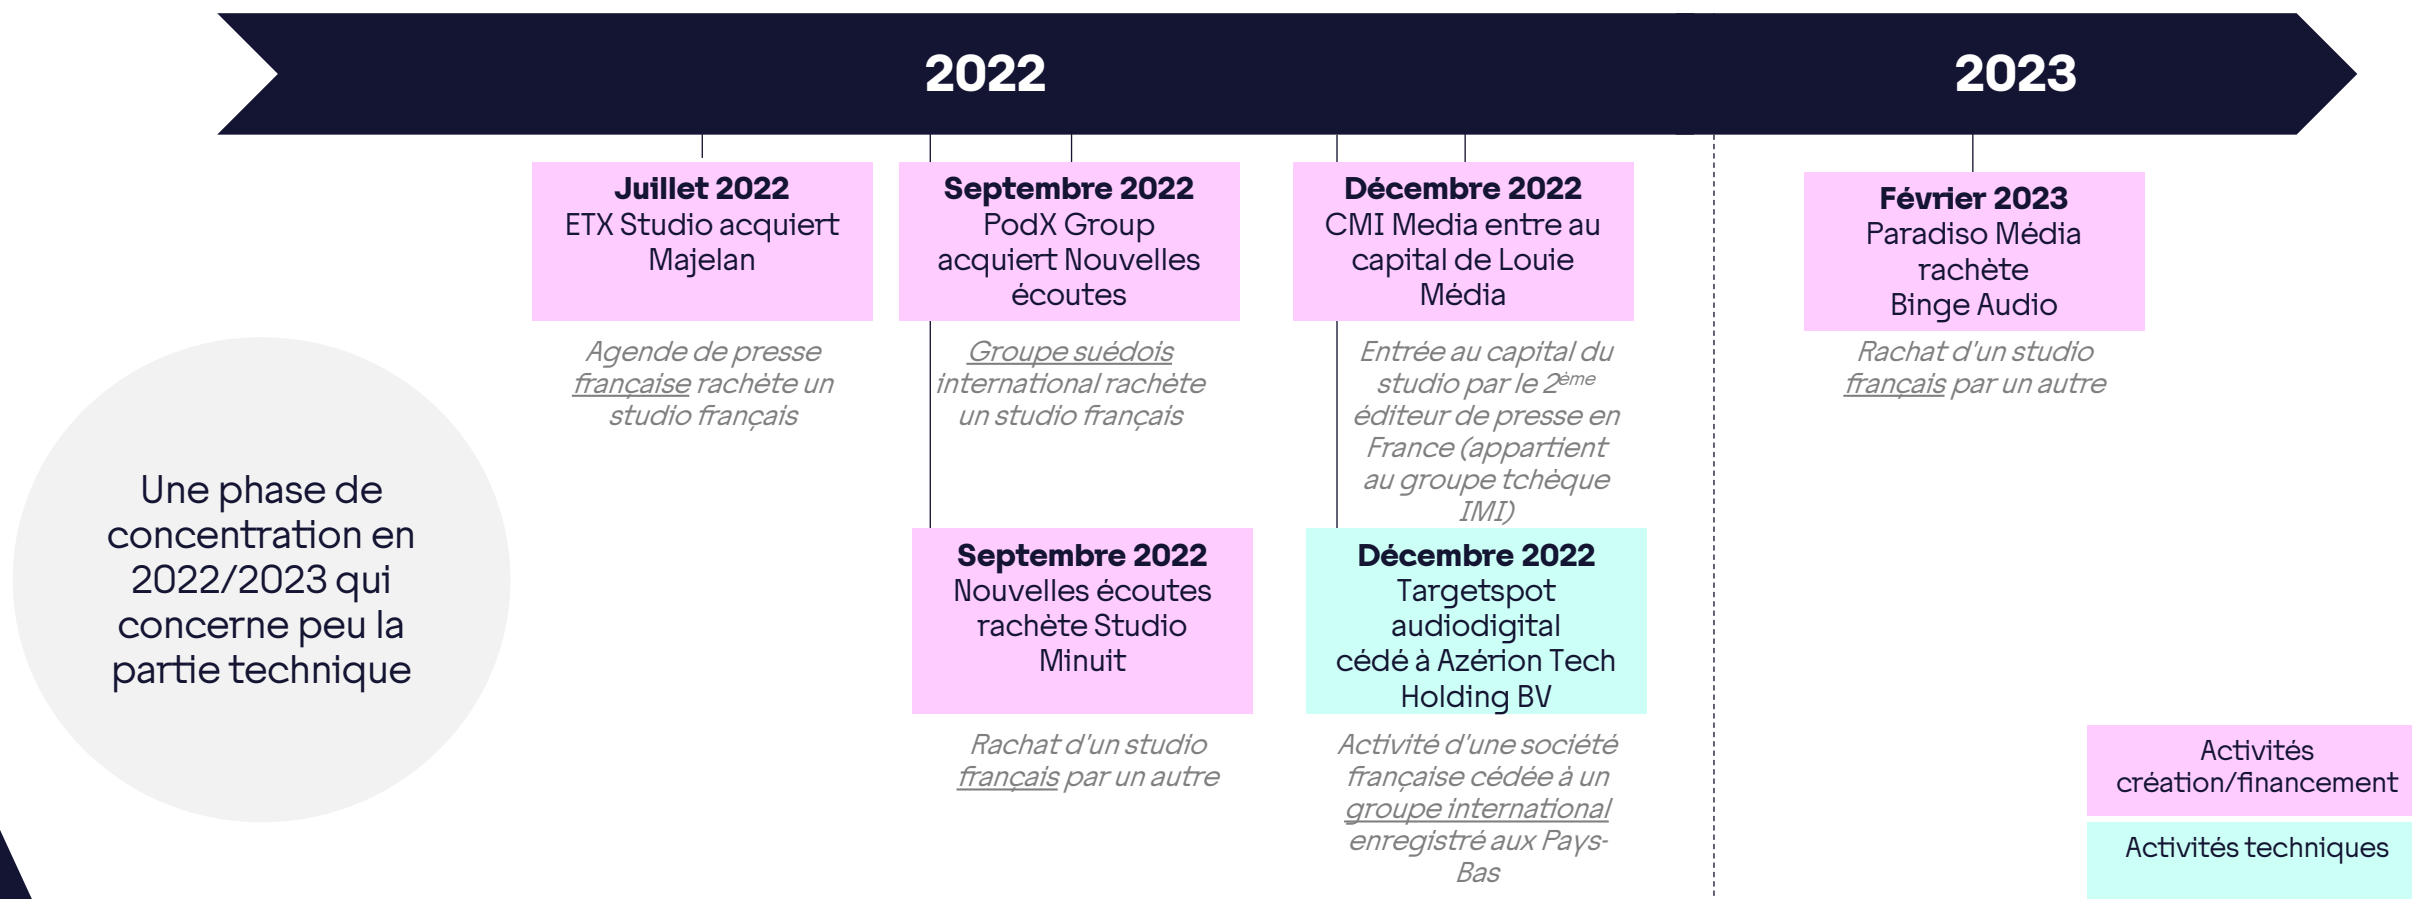 2022
2023
Juillet 2022
ETX Studio acquiert
Majelan
Agende de presse
française rachète un
studio français
Septembre 2022
PodX Group
acquiert Nouvelles
écoutes
Groupe suédois
international rachète
un studio français
Septembre 2022
Nouvelles écoutes
rachète Studio
Minuit
Rachat d'un studio
français par un autre
Décembre 2022
CMI Media entre au
capital de Louie
Média
Entrée au capital du
studio par le 2ème
éditeur de presse en
France (appartient
au groupe tchèque
IMI)
Décembre 2022
Targetspot
audiodigital
cédé à Azérion Tech
Holding BV
Activité d'une société
française cédée à un
groupe international
enregistré aux Pays-
Bas
Février 2023
Paradiso Média
rachète
Binge Audio
Rachat d'un studio
français par un autre
Une phase de
concentration en
2022/2023 qui
concerne peu la
partie technique
Activités
création/financement
Activités techniques